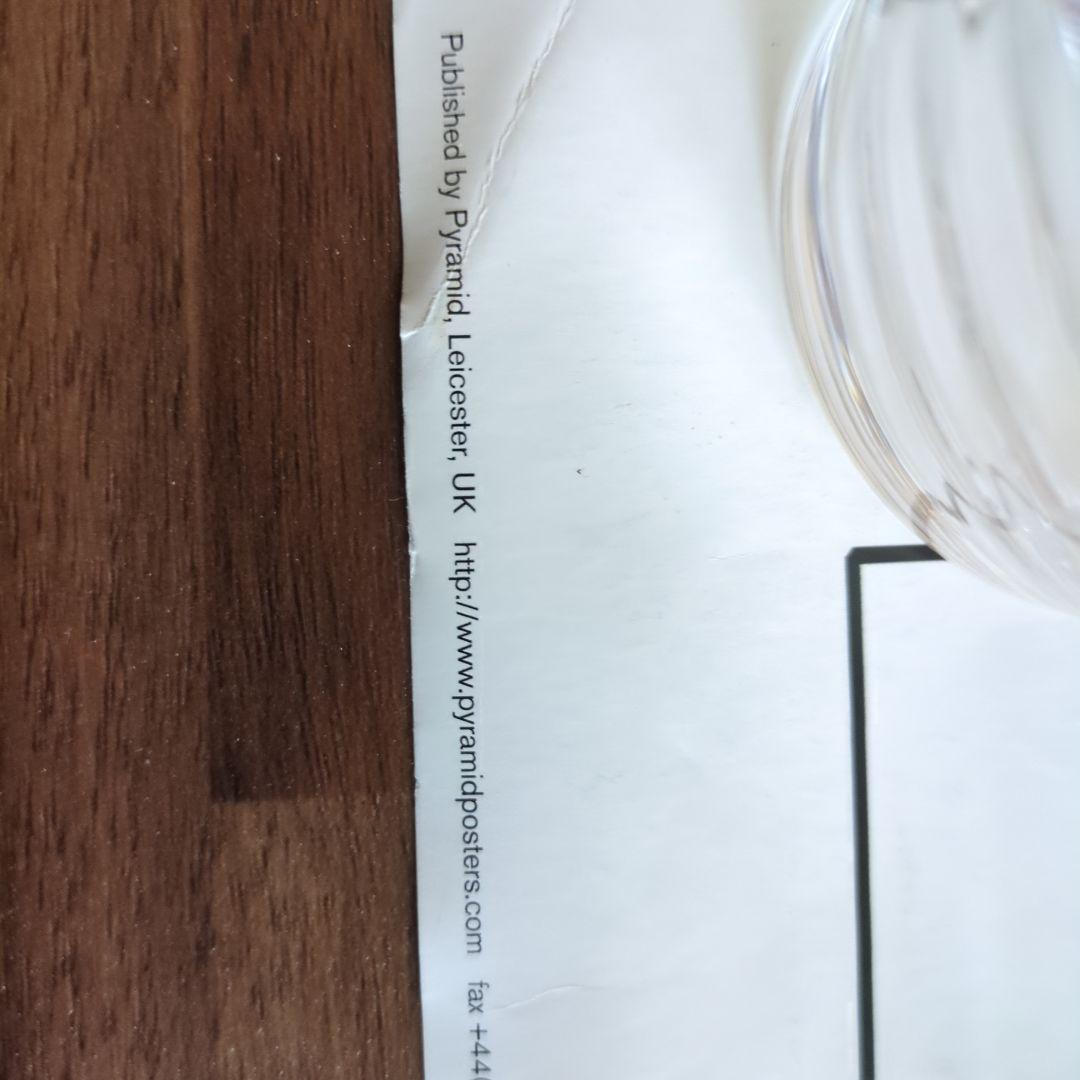 Published by Pyramid, Leicester, UK http://www.pyramidposters.com fax +44(